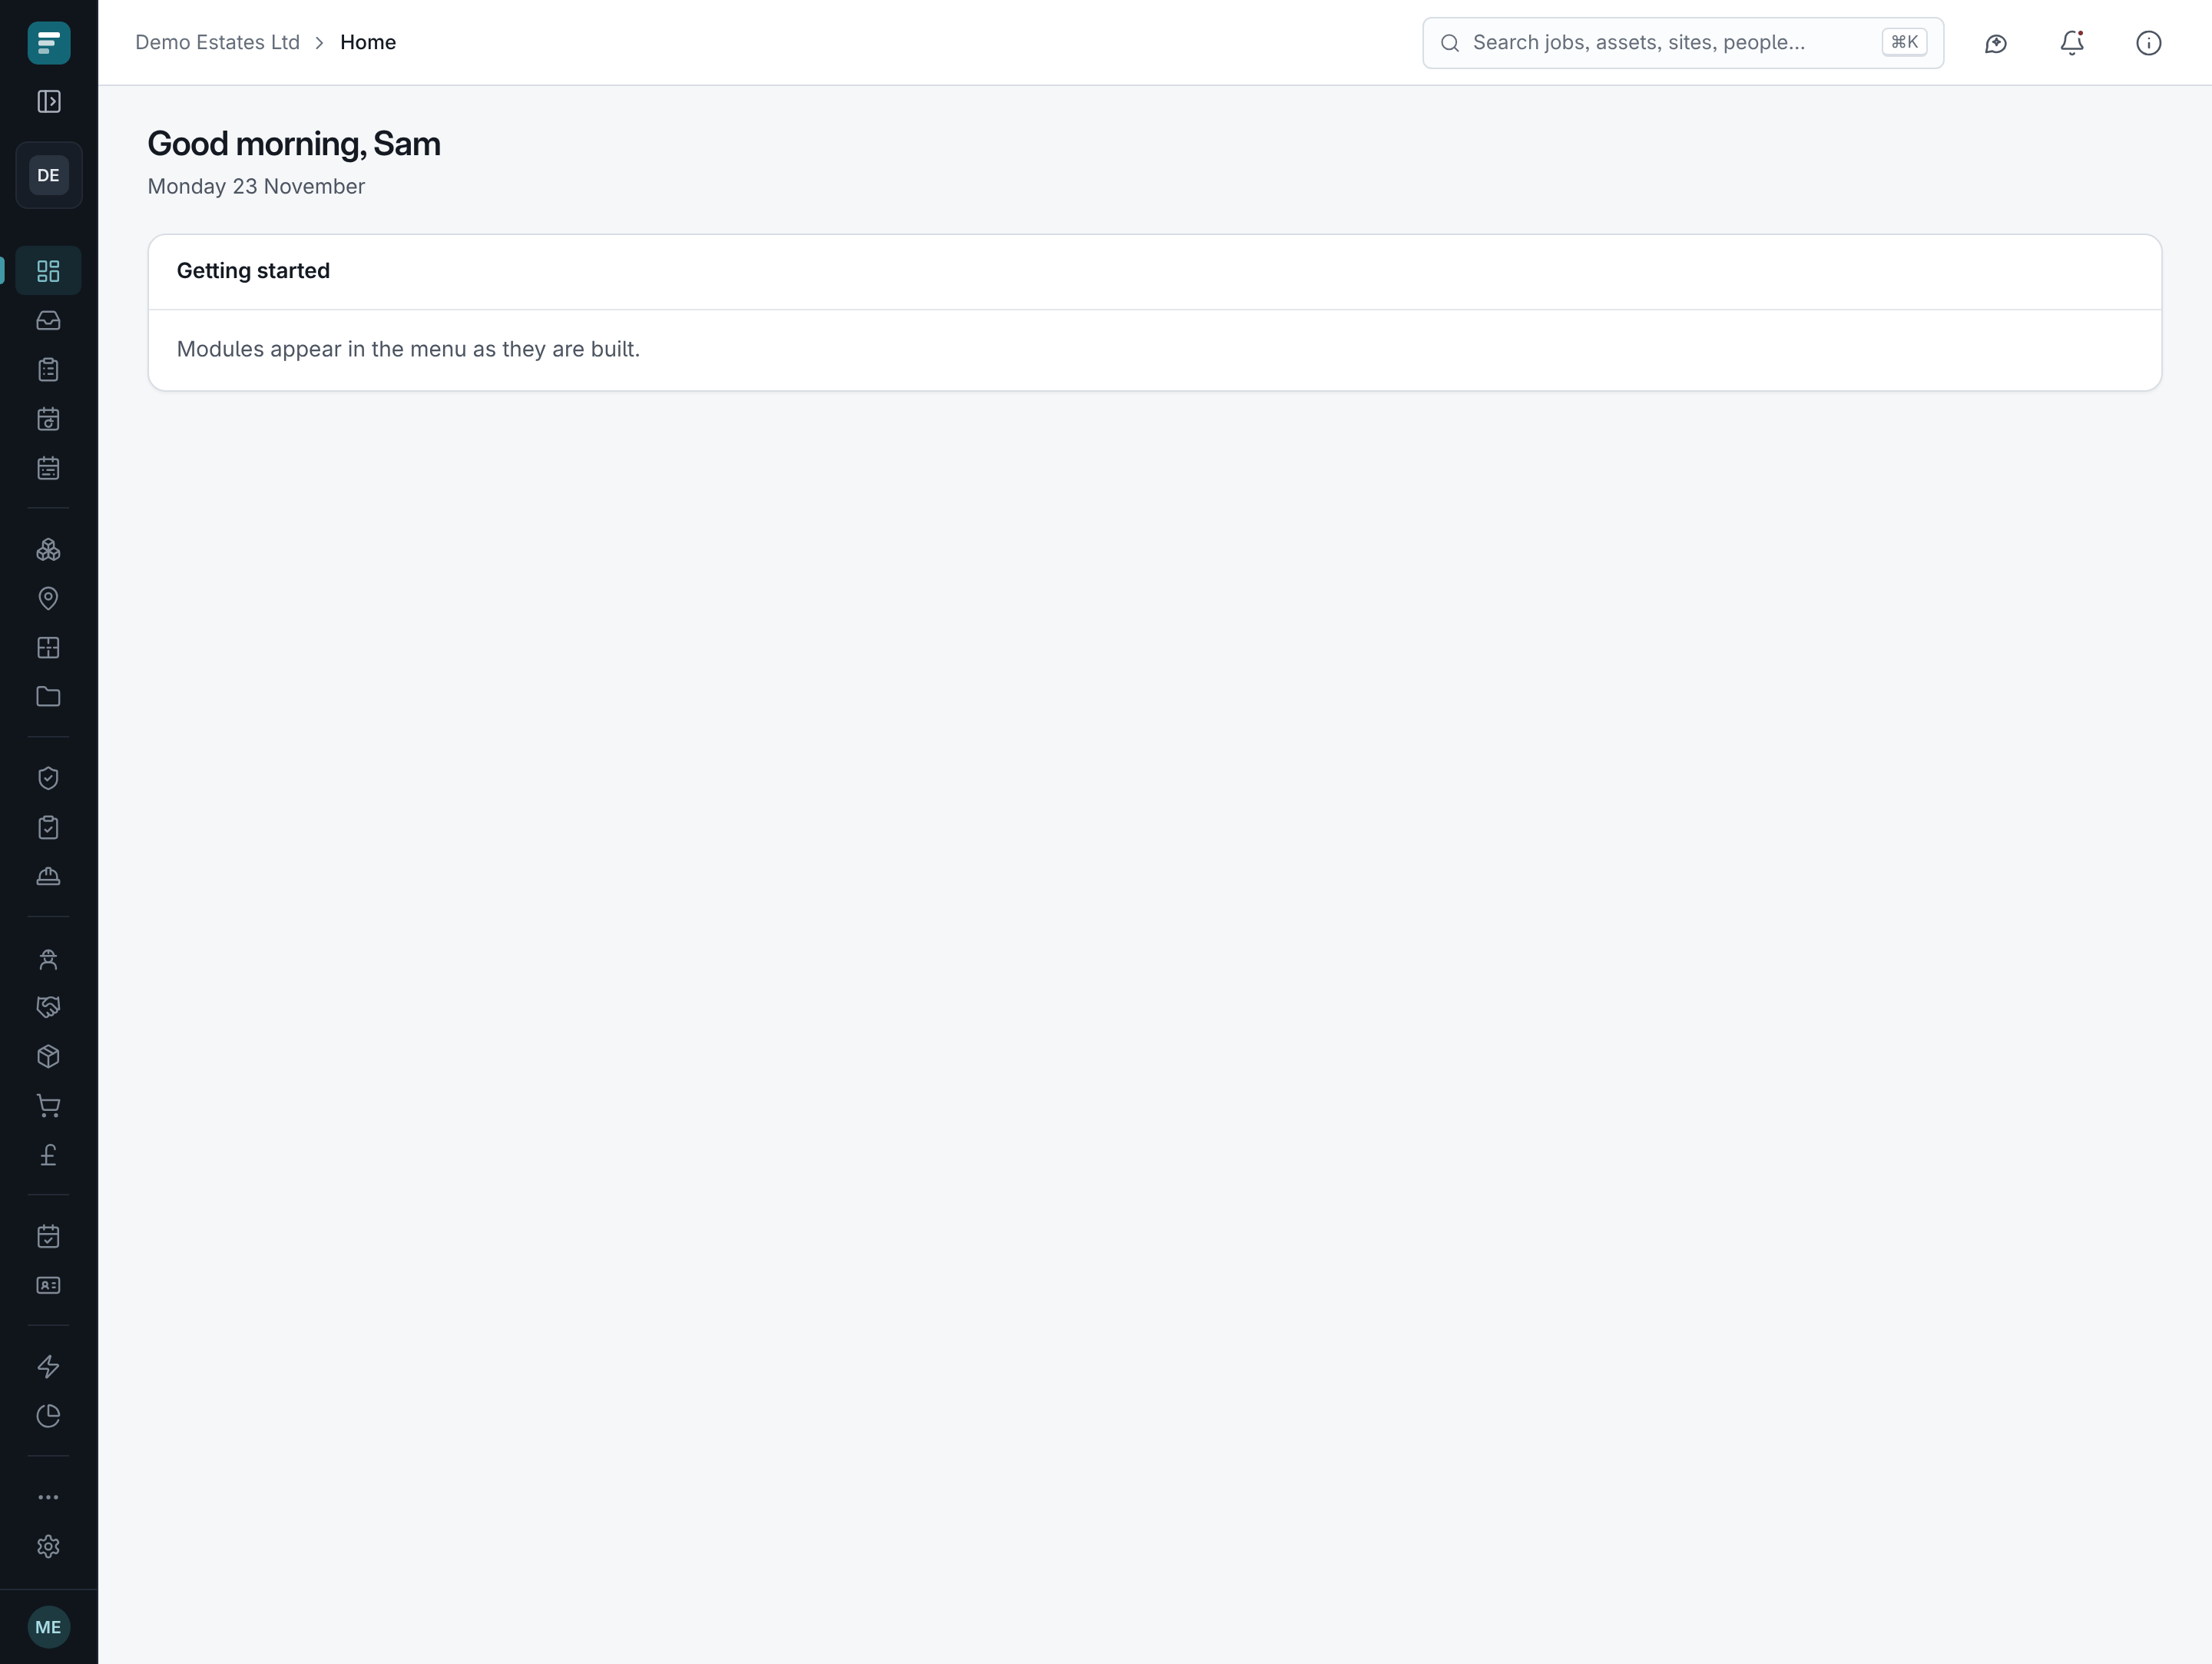 Demo Estates Ltd > Home
Search jobs, assets, sites, people...
⌘K
DE
Good morning, Sam
Monday 23 November
Getting started
Modules appear in the menu as they are built.
ME